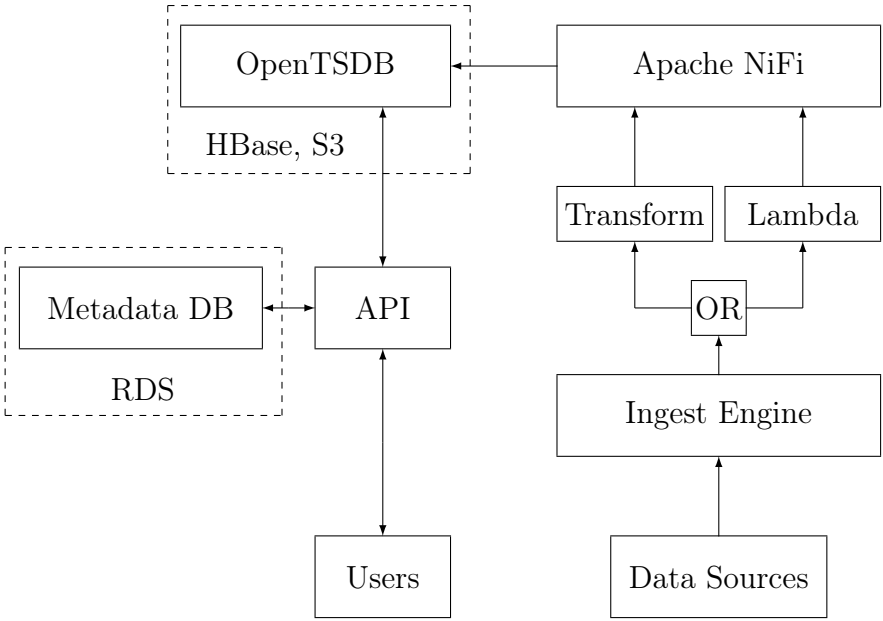 OpenTSDB
Apache NiFi
HBase, S3
Transform
Lambda
Metadata DB
API
OR
RDS
Ingest Engine
Users
Data Sources